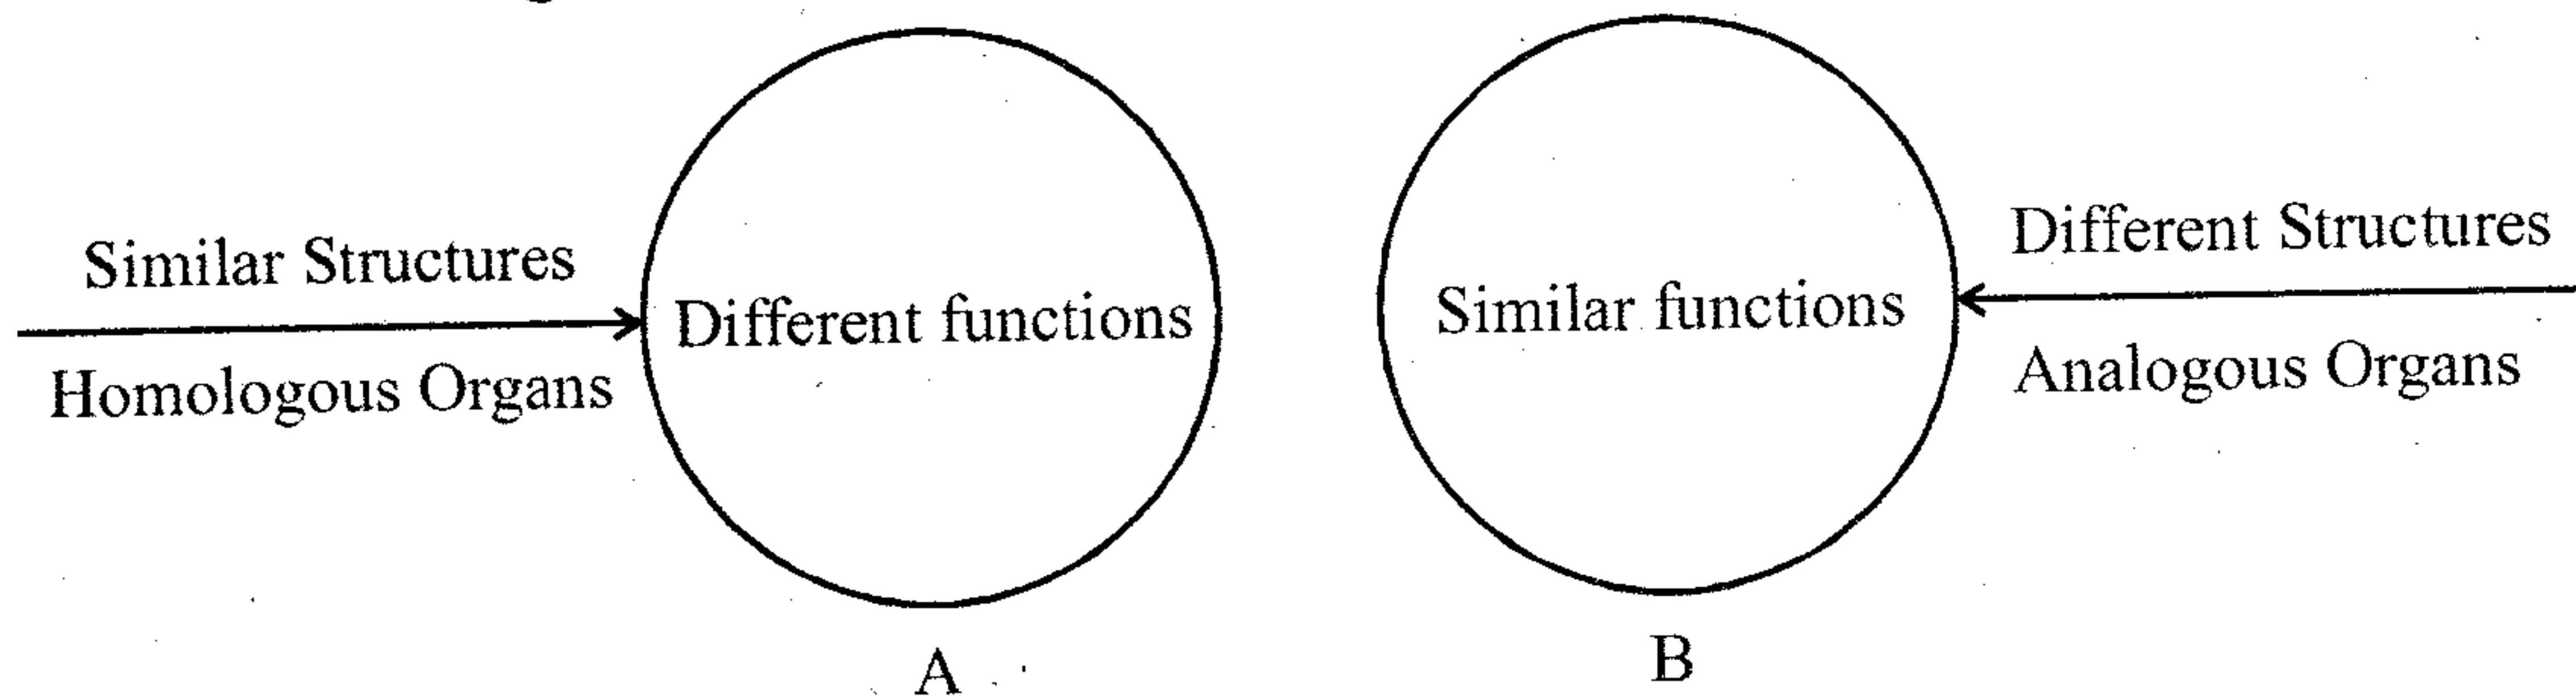 Similar Structures
Homologous Organs
Different functions
A
Similar functions
B
Different Structures
Analogous Organs